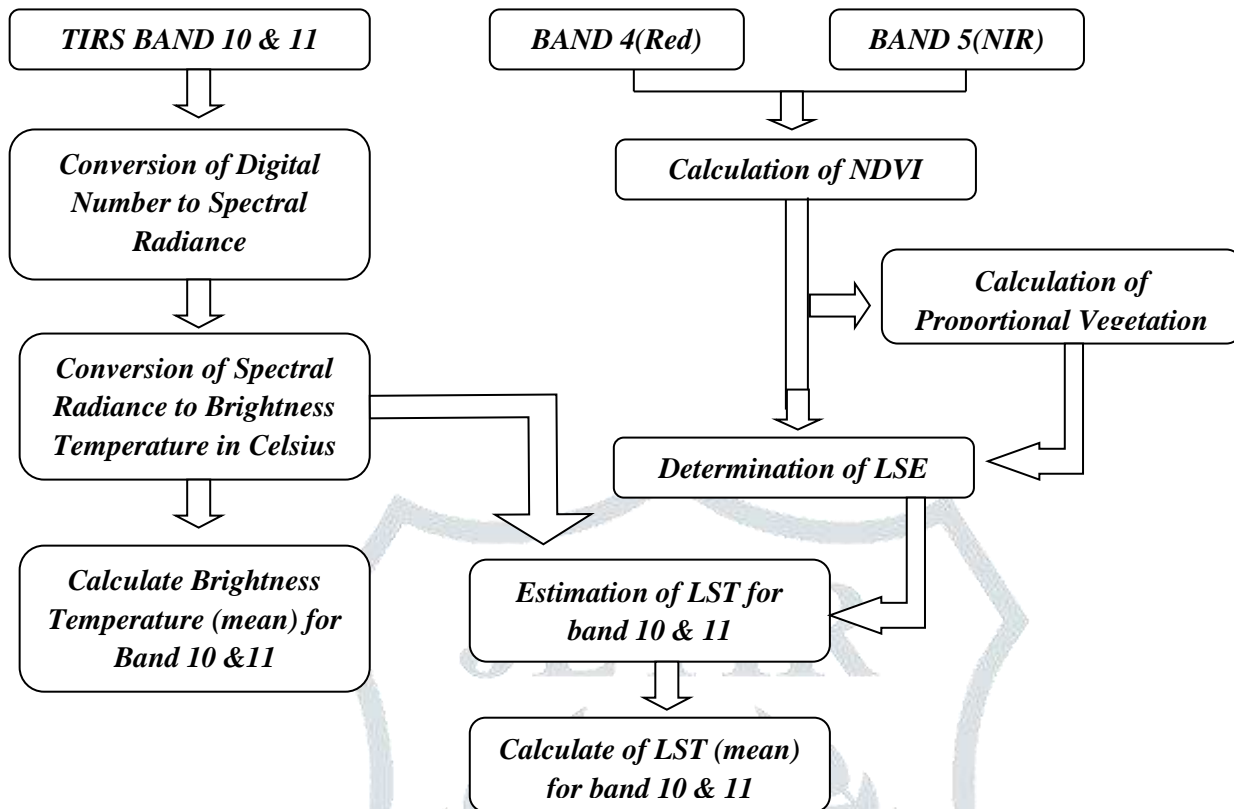 TIRS BAND 10 & 11
BAND 4(Red)
BAND 5(NIR)
Conversion of Digital
Number to Spectral
Radiance
Calculation of NDVI
Calculation of
Proportional Vegetation
Conversion of Spectral
Radiance to Brightness
Temperature in Celsius
Determination of LSE
Calculate Brightness
Temperature (mean) for
Band 10 &11
Estimation of LST for
band 10 & 11
Calculate of LST (mean)
for band 10 & 11